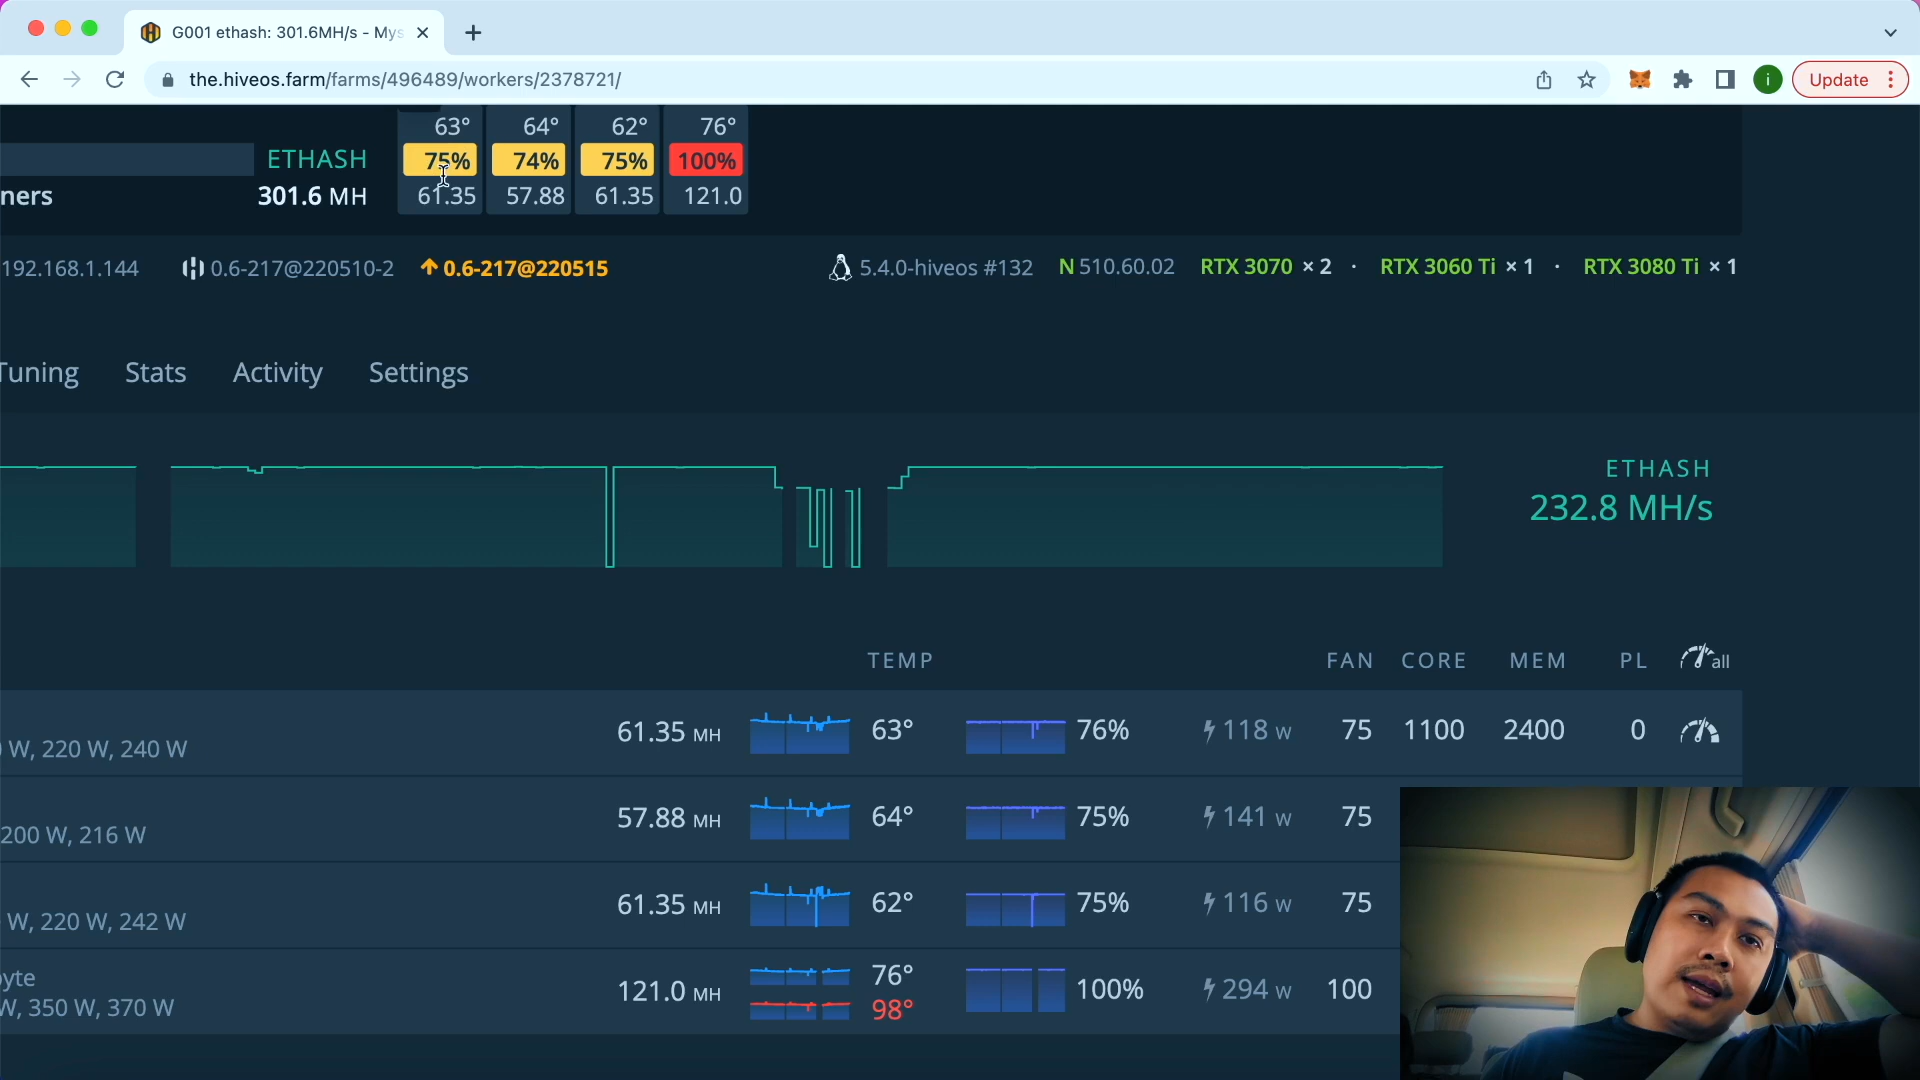 G001 ethash: 301.6MH/s - Mys
the.hiveos.farm/farms/496489/workers/2378721/
i
Update
63° 64° 62° 76°
ETHASH 75% 74% 75% 100%
ners 301.6 MH 61.35 57.88 61.35 121.0
192.168.1.144 0.6-217@220510-2 0.6-217@220515 5.4.0-hiveos #132 N 510.60.02 RTX 3070 × 2 · RTX 3060 Ti × 1 · RTX 3080 Ti × 1
Tuning Stats Activity Settings
ETHASH
232.8 MH/s
TEMP FAN CORE MEM PL all
61.35 MH 63° 76% 118 W 75 1100 2400 0
W, 220 W, 240 W
57.88 MH 64° 75% 141 W 75
200 W, 216 W
61.35 MH 62° 75% 116 W 75
W, 220 W, 242 W
byte 76°
121.0 MH 100% 294 W 100
W, 350 W, 370 W 98°